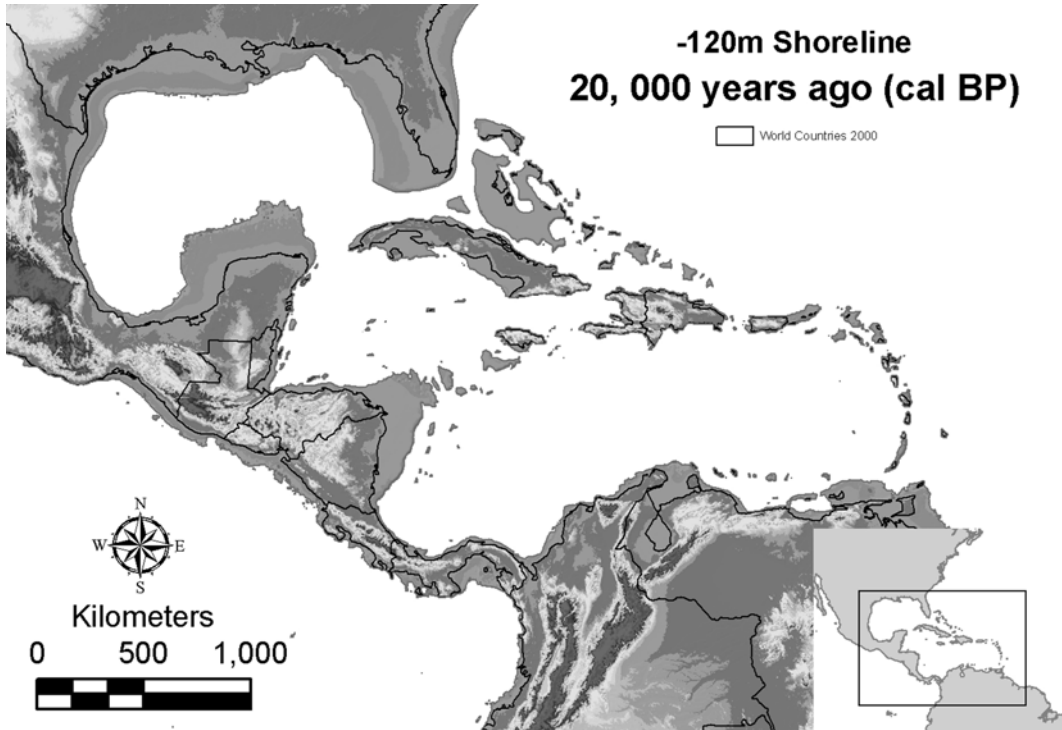 -120m Shoreline
20, 000 years ago (cal BP)
World Countries 2000
N
W E
S
Kilometers
0 500 1,000